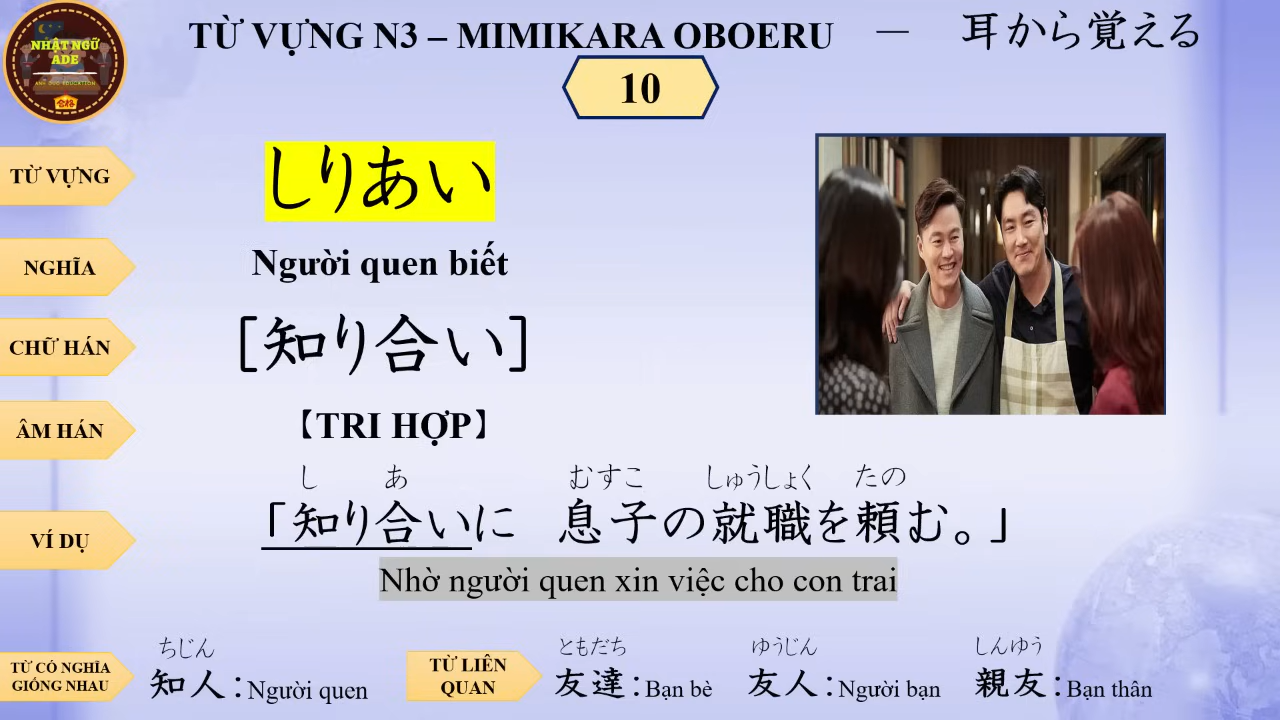 TỪ VỰNG N3 – MIMIKARA OBOERU － 耳から覚える
NHẬT NGỮ
ADE
ANH DUC EDUCATION
合格
10
TỪ VỰNG
しりあい
NGHĨA
Người quen biết
CHỮ HÁN
[知り合い]
ÂM HÁN
【TRI HỢP】
し あ むすこ しゅうしょく たの
VÍ DỤ
「知り合いに 息子の就職を頼む。」
Nhờ người quen xin việc cho con trai
TỪ CÓ NGHĨA
GIỐNG NHAU
ちじん
知人：Người quen
TỪ LIÊN
QUAN
ともだち ゆうじん しんゆう
友達：Bạn bè 友人：Người bạn 親友：Bạn thân